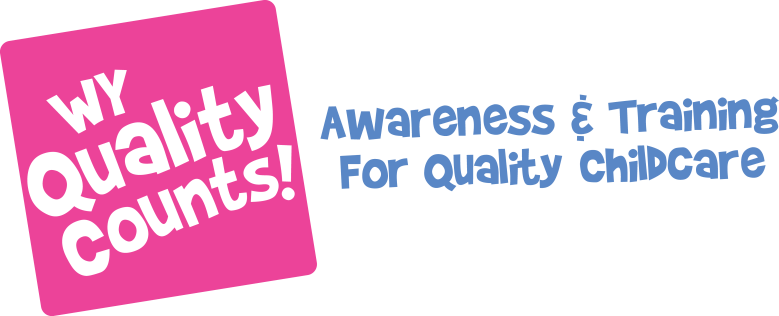 WY
Quality
Counts!
Awareness & Training
For Quality Childcare